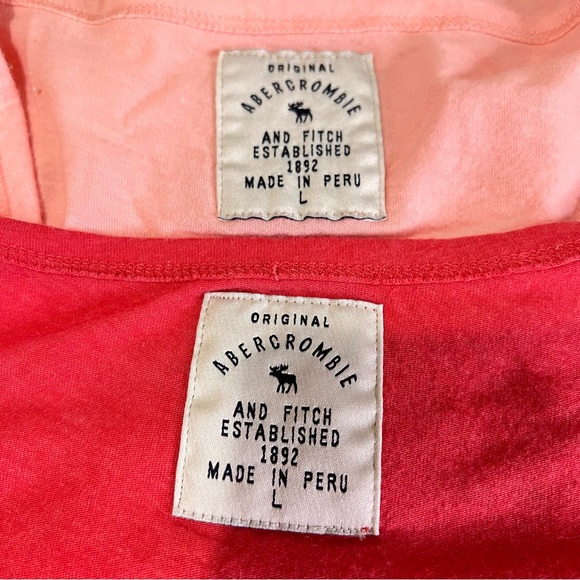 ORIGINAL
ABERCROMBIE
AND FITCH
ESTABLISHED
1892
MADE IN PERU
L
ORIGINAL
ABERCROMBIE
AND FITCH
ESTABLISHED
1892
MADE IN PERU
L